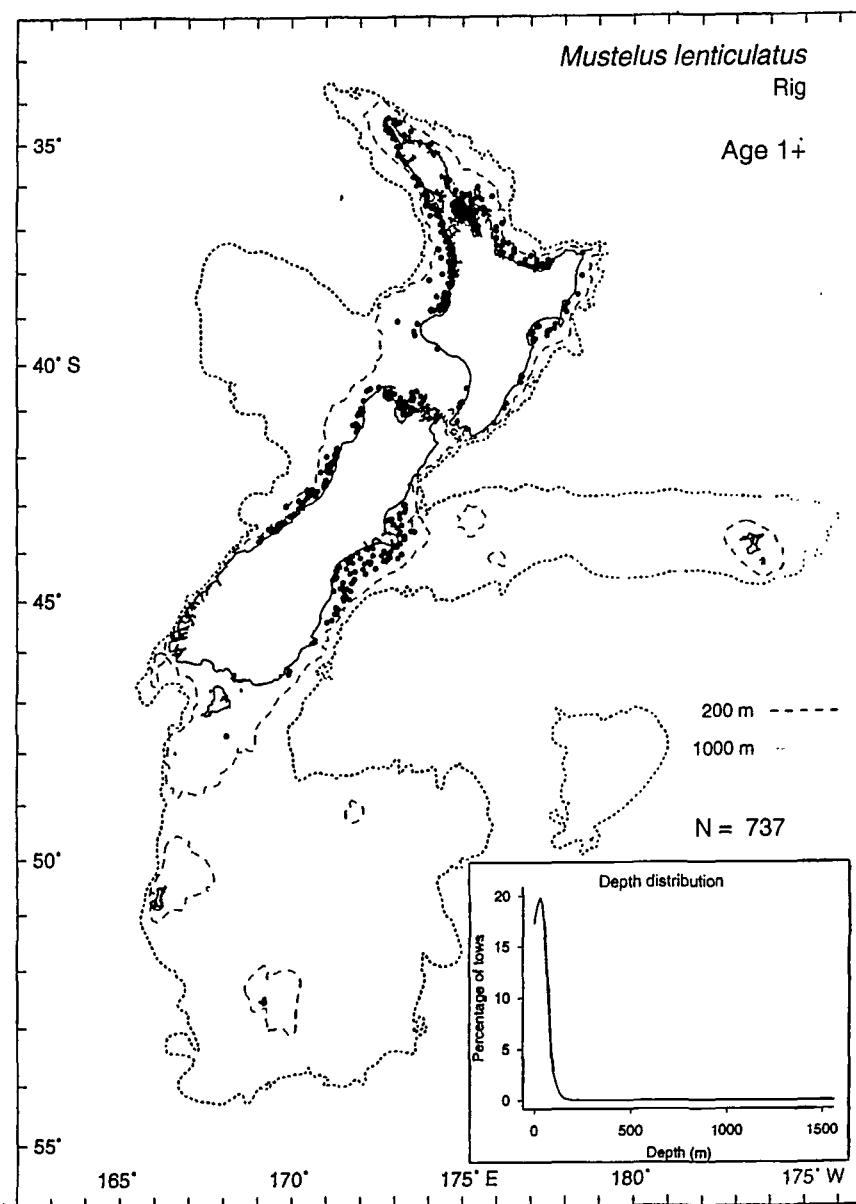 Mustelus lenticulatus
Rig
Age 1+
35°
40° S
45°
50°
55°
200 m
1000 m
N = 737
Depth distribution
Percentage of tows
20
15
10
5
0
0 500 1000 1500
Depth (m)
165° 170° 175° E 180° 175° W